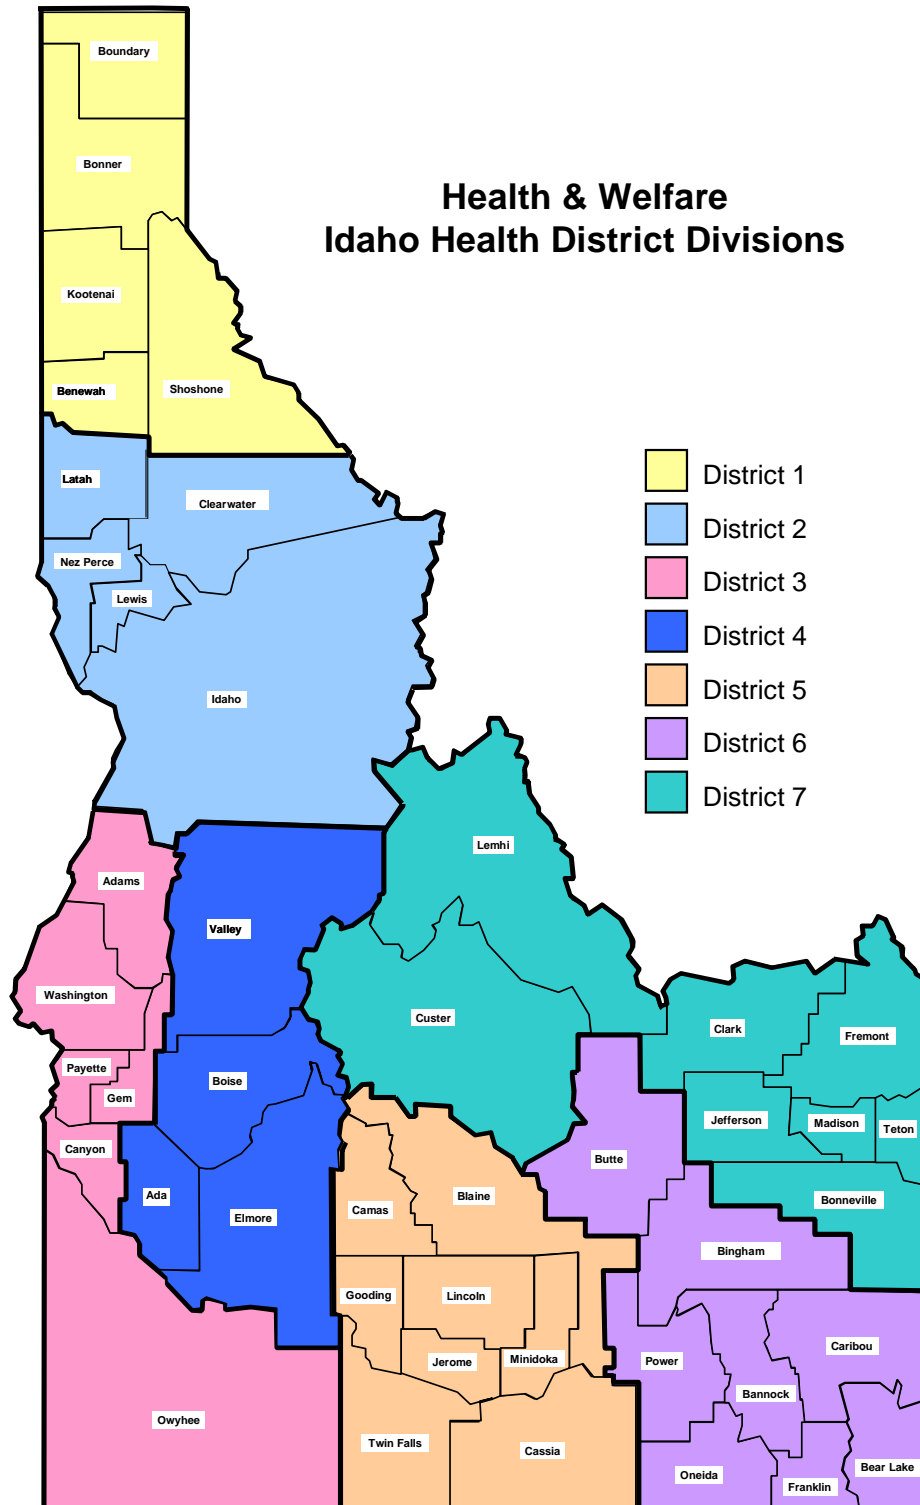 Boundary
Bonner
Health & Welfare
Idaho Health District Divisions
Kootenai
Benewah
Shoshone
Latah
Clearwater
Nez Perce
Lewis
Idaho
District 1
District 2
District 3
District 4
District 5
District 6
District 7
Lemhi
Adams
Valley
Washington
Custer
Clark
Fremont
Payette
Boise
Gem
Jefferson
Madison
Teton
Canyon
Butte
Ada
Elmore
Camas
Blaine
Bonneville
Bingham
Gooding
Lincoln
Jerome
Minidoka
Power
Caribou
Bannock
Owyhee
Twin Falls
Cassia
Oneida
Franklin
Bear Lake